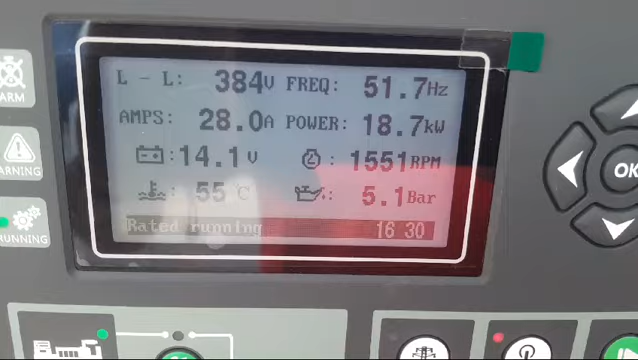 L - L: 384V FREQ: 51.7Hz
AMPS: 28.0A POWER: 18.7kW
:14.1V : 1551RPM
: 55°C : 5.1Bar
Rated running 16 30
ARM
ARNING
RUNNING
OK